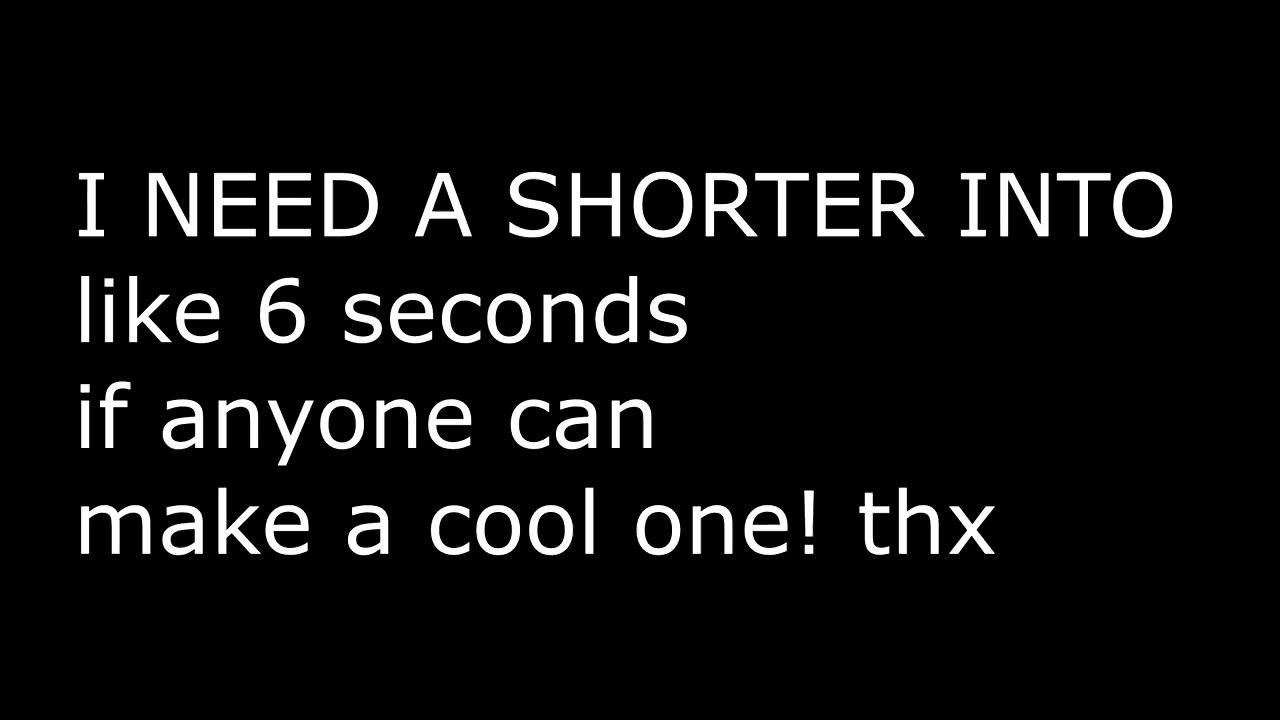 I NEED A SHORTER INTO
like 6 seconds
if anyone can
make a cool one! thx